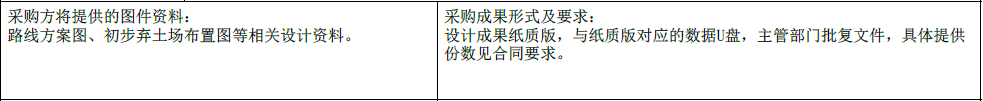 采购方将提供的图件资料：
路线方案图、初步弃土场布置图等相关设计资料。
采购成果形式及要求：
设计成果纸质版，与纸质版对应的数据U盘，主管部门批复文件，具体提供
份数见合同要求。